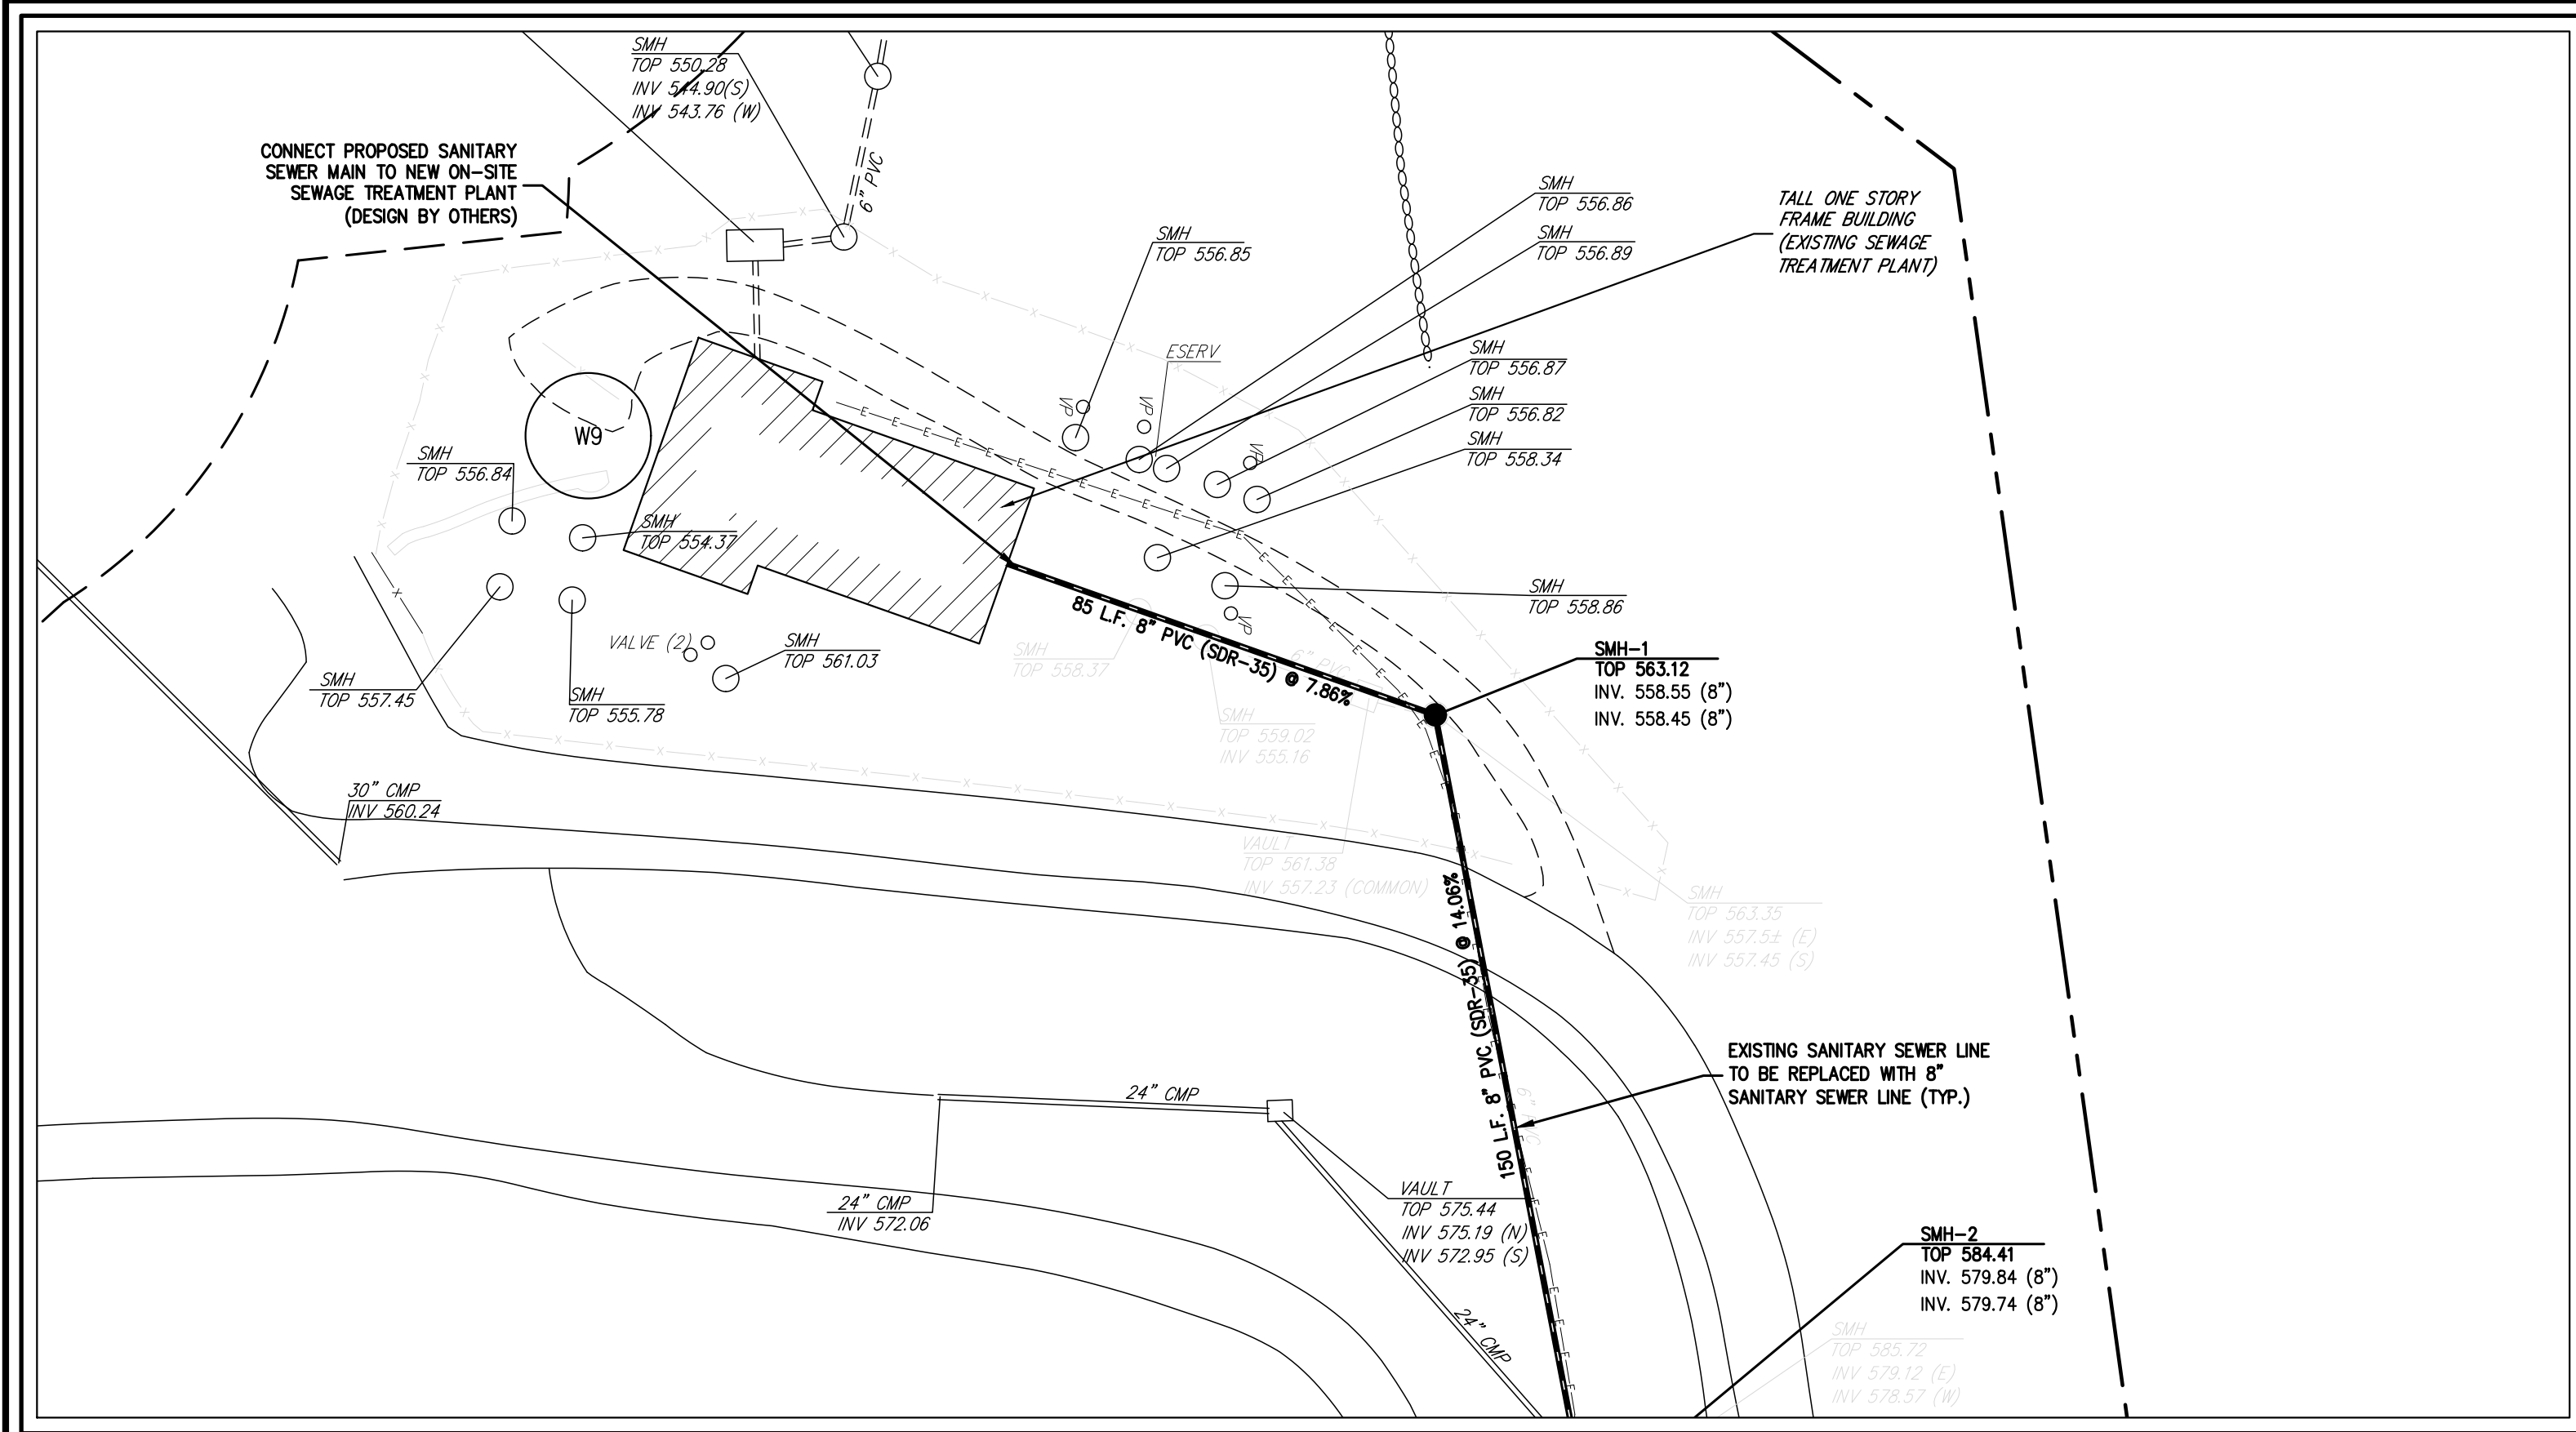 SMH
TOP 550.28
INV 544.90(S)
INV 543.76 (W)
CONNECT PROPOSED SANITARY
SEWER MAIN TO NEW ON-SITE
SEWAGE TREATMENT PLANT
(DESIGN BY OTHERS)
6" PVC
SMH
TOP 556.85
SMH
TOP 556.86
SMH
TOP 556.89
TALL ONE STORY
FRAME BUILDING
(EXISTING SEWAGE
TREATMENT PLANT)
ESERV
SMH
TOP 556.87
SMH
TOP 556.82
SMH
TOP 558.34
VP
VP
VP
W9
SMH
TOP 556.84
SMH
TOP 554.37
SMH
TOP 558.86
VP
85 L.F. 8" PVC (SDR-35) @ 7.86%
VALVE (2)
SMH
TOP 561.03
SMH
TOP 558.37
6" PVC
SMH-1
TOP 563.12
INV. 558.55 (8")
INV. 558.45 (8")
SMH
TOP 557.45
SMH
TOP 555.78
SMH
TOP 559.02
INV 555.16
30" CMP
INV 560.24
VAULT
TOP 561.38
INV 557.23 (COMMON)
SMH
TOP 563.35
INV 557.5± (E)
INV 557.45 (S)
150 L.F. 8" PVC (SDR-35) @ 14.06%
6" PVC
EXISTING SANITARY SEWER LINE
TO BE REPLACED WITH 8"
SANITARY SEWER LINE (TYP.)
24" CMP
24" CMP
INV 572.06
VAULT
TOP 575.44
INV 575.19 (N)
INV 572.95 (S)
24" CMP
SMH-2
TOP 584.41
INV. 579.84 (8")
INV. 579.74 (8")
SMH
TOP 585.72
INV 579.12 (E)
INV 578.57 (W)